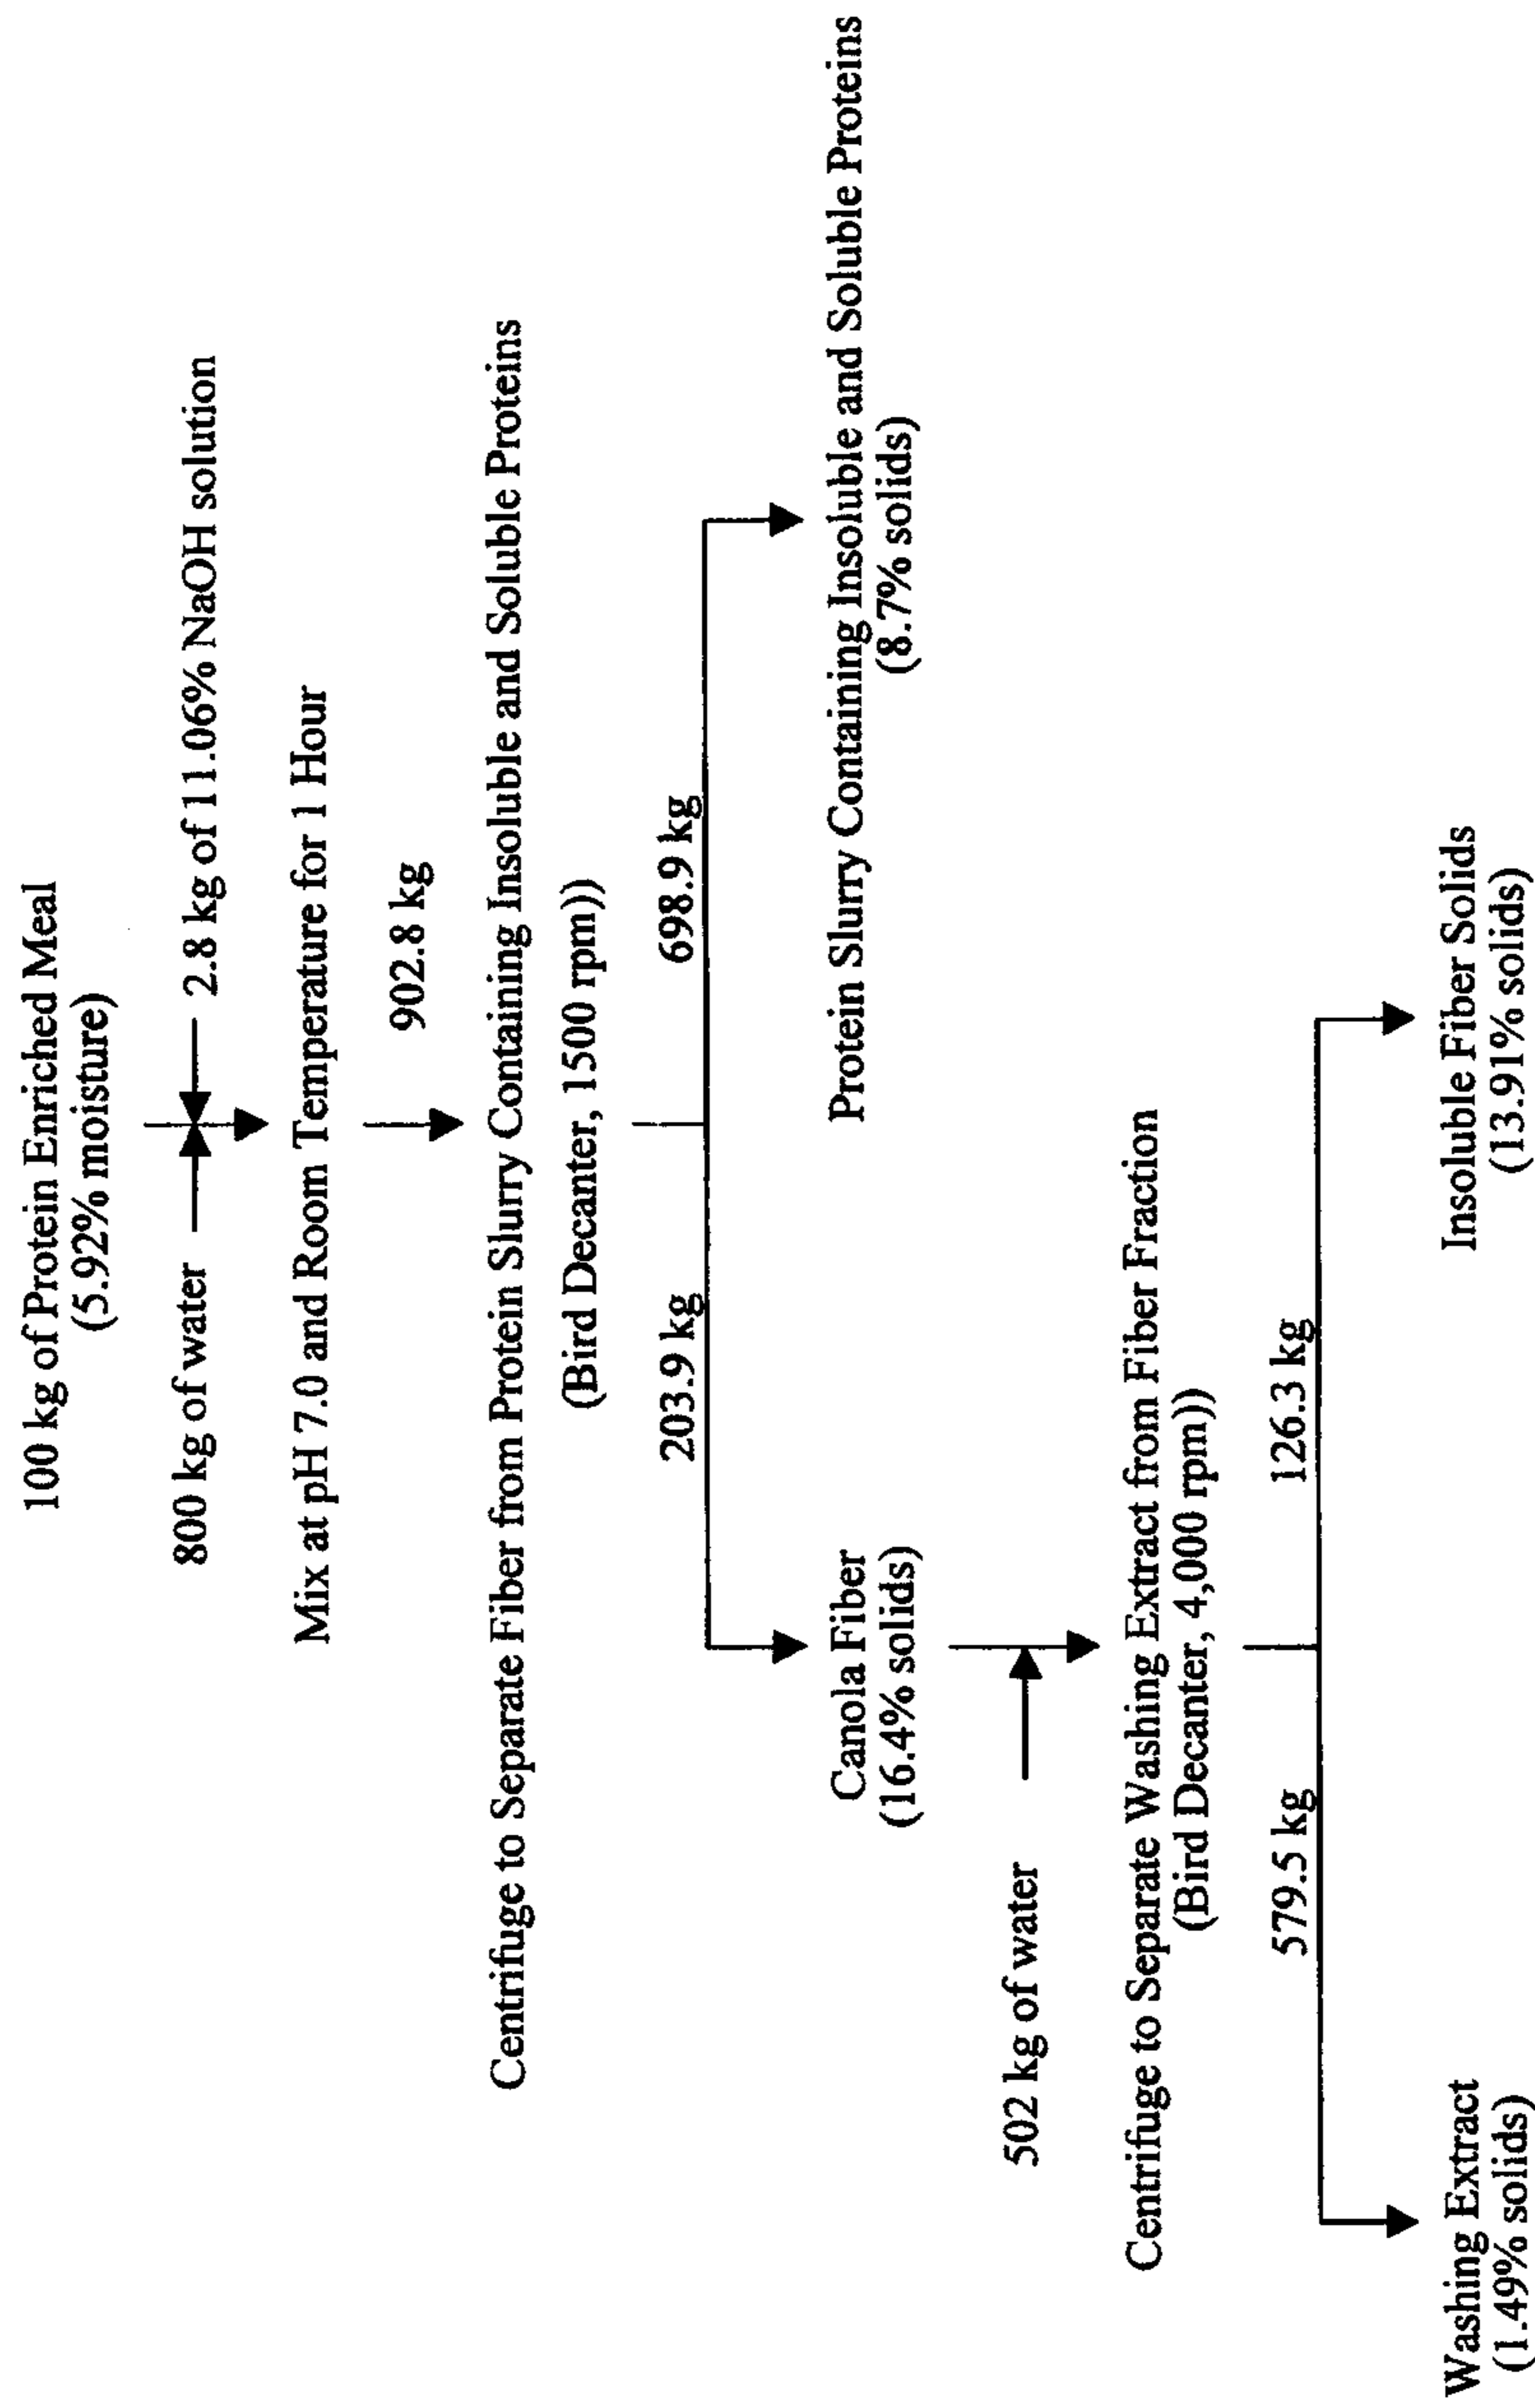 100 kg of Protein Enriched Meal
(5.92% moisture)
800 kg of water
2.8 kg of 11.06% NaOH solution
Mix at pH 7.0 and Room Temperature for 1 Hour
902.8 kg
Centrifuge to Separate Fiber from Protein Slurry Containing Insoluble and Soluble Proteins
(Bird Decanter, 1500 rpm))
203.9 kg
698.9 kg
Canola Fiber
(16.4% solids)
Protein Slurry Containing Insoluble and Soluble Proteins
(8.7% solids)
502 kg of water
Centrifuge to Separate Washing Extract from Fiber Fraction
(Bird Decanter, 4,000 rpm))
579.5 kg
126.3 kg
Washing Extract
(1.49% solids)
Insoluble Fiber Solids
(13.91% solids)